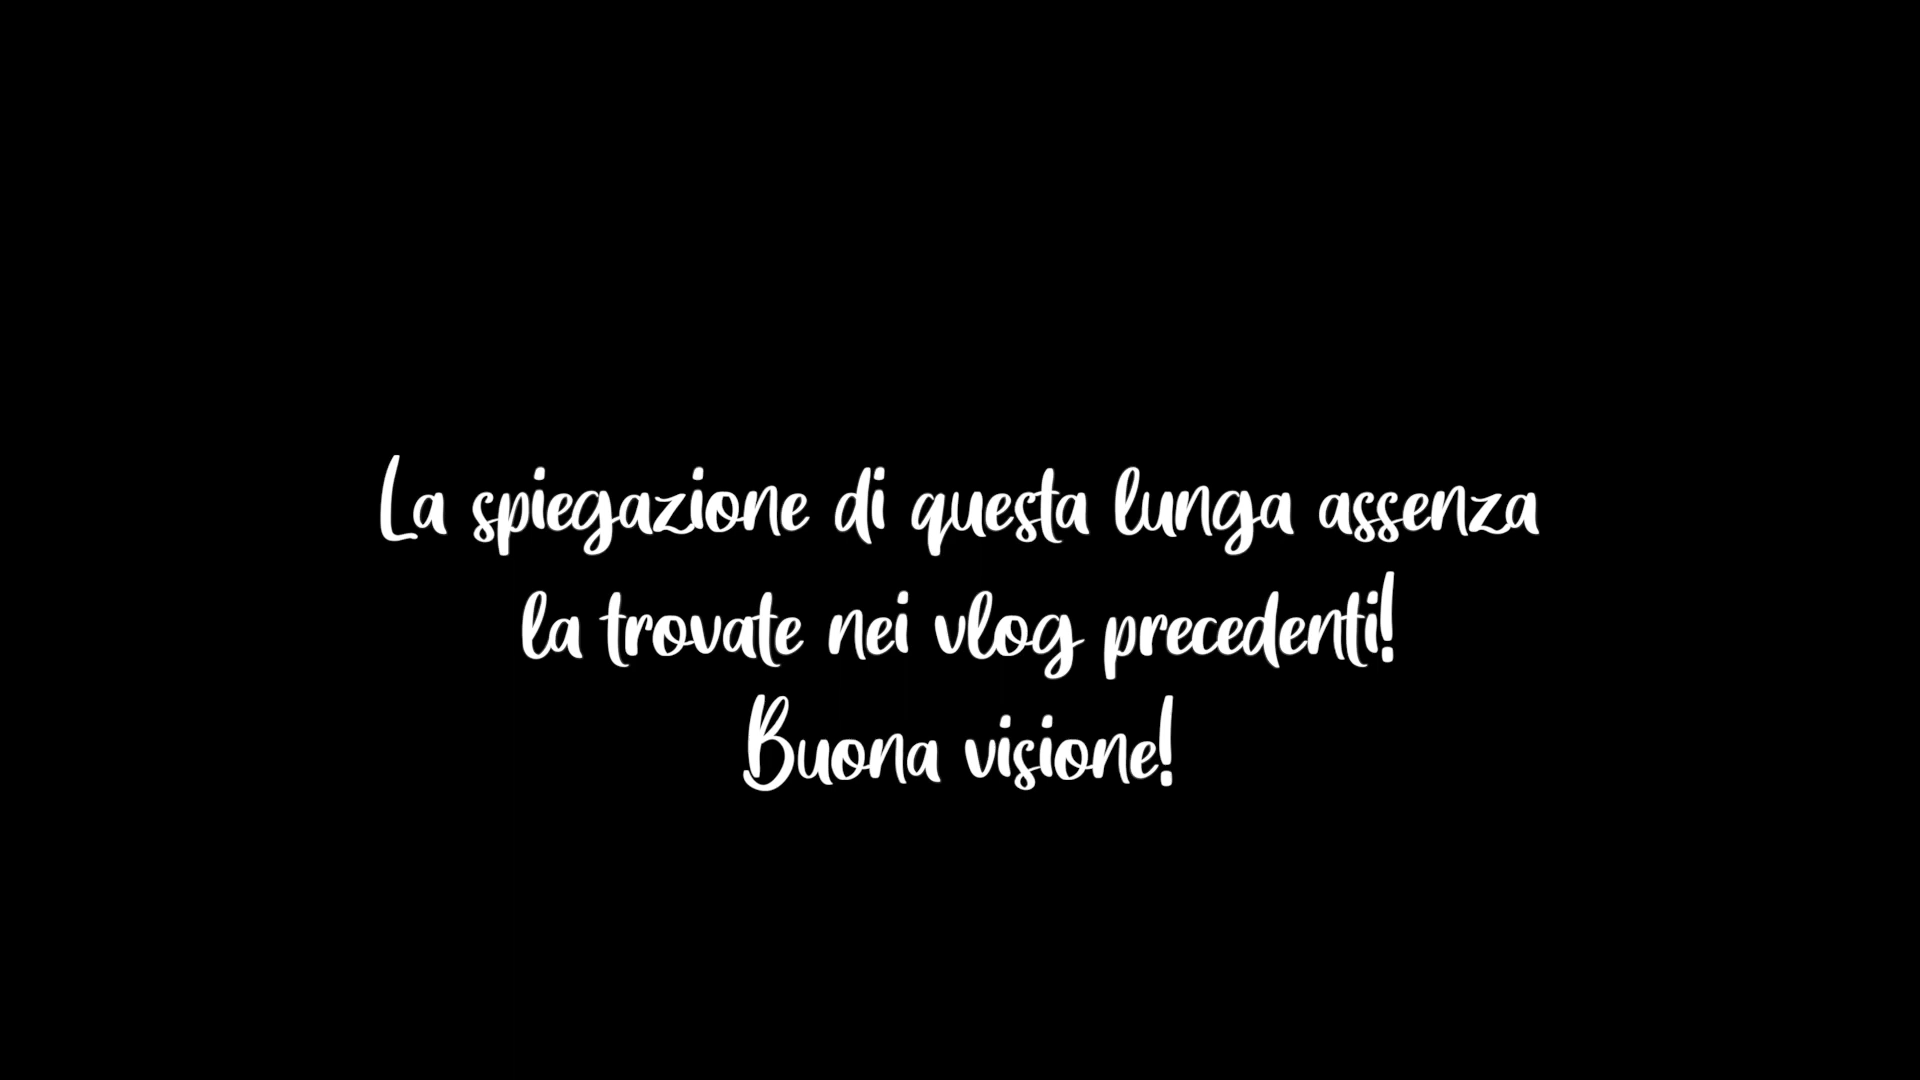 La spiegazione di questa lunga assenza
la trovate nei vlog precedenti!
Buona visione!